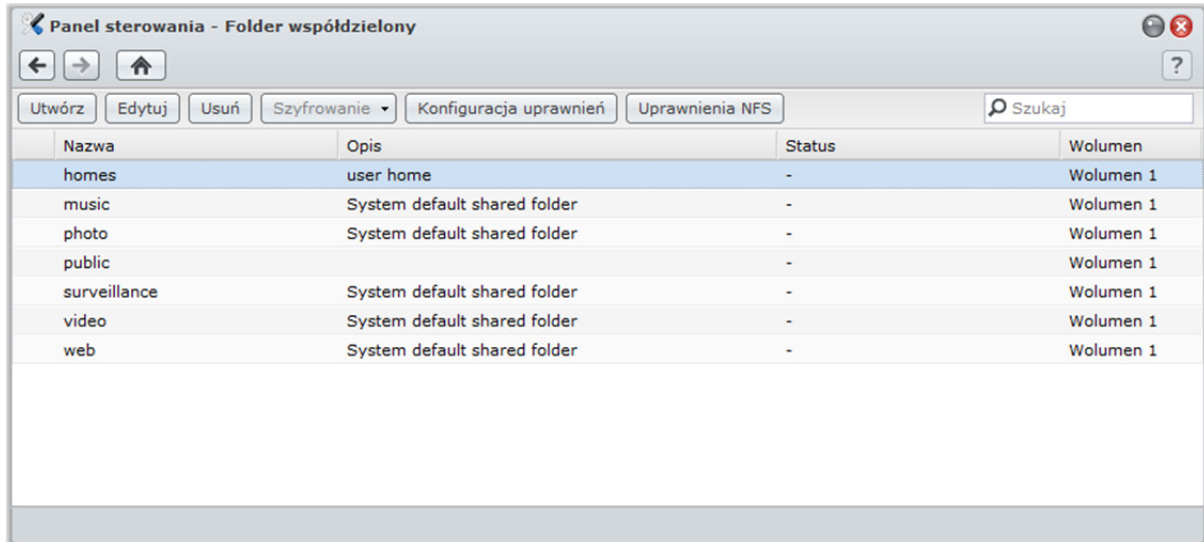 Panel sterowania - Folder współdzielony
?
Utwórz Edytuj Usuń Szyfrowanie Konfiguracja uprawnień Uprawnienia NFS Szukaj
Nazwa Opis Status Wolumen
homes user home - Wolumen 1
music System default shared folder - Wolumen 1
photo System default shared folder - Wolumen 1
public - Wolumen 1
surveillance System default shared folder - Wolumen 1
video System default shared folder - Wolumen 1
web System default shared folder - Wolumen 1